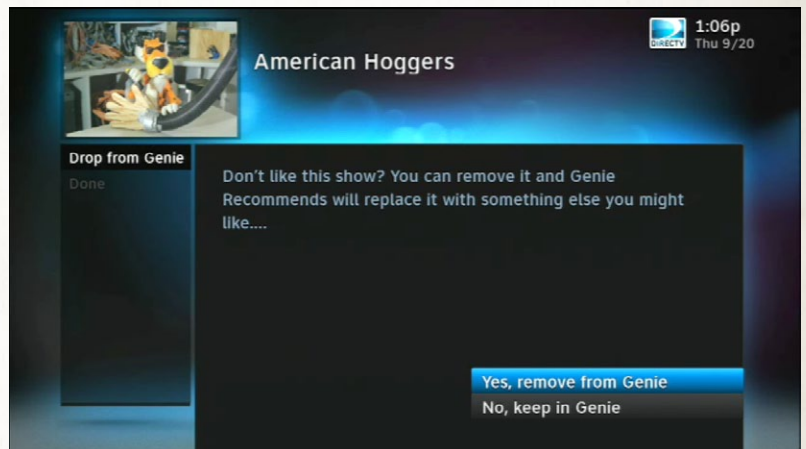 American Hoggers
DIRECTV
1:06p
Thu 9/20
Drop from Genie
Done
Don't like this show? You can remove it and Genie
Recommends will replace it with something else you might
like....
Yes, remove from Genie
No, keep in Genie